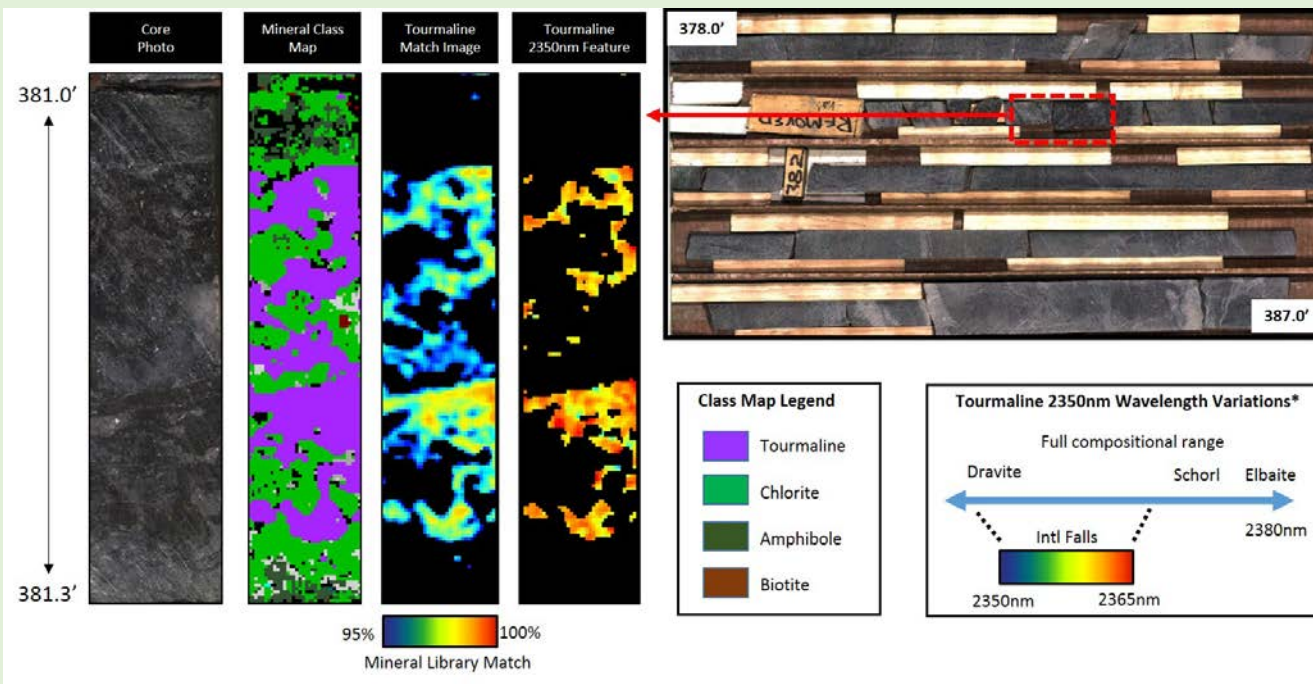 Core
Photo
Mineral Class
Map
Tourmaline
Match Image
Tourmaline
2350nm Feature
381.0’
381.3’
95%
100%
Mineral Library Match
378.0’
REMOVED
382
387.0’
Class Map Legend
Tourmaline
Chlorite
Amphibole
Biotite
Tourmaline 2350nm Wavelength Variations*
Full compositional range
Dravite
Schorl
Elbaite
2380nm
Intl Falls
2350nm
2365nm